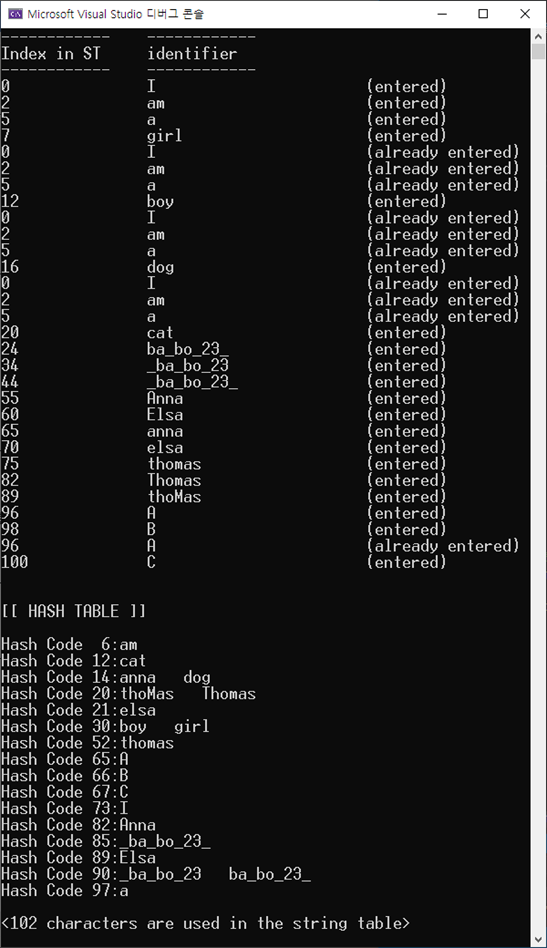 Microsoft Visual Studio 디버그 콘솔
------------ ------------
Index in ST identifier
------------ ------------
0 I (entered)
2 am (entered)
5 a (entered)
7 girl (entered)
0 I (already entered)
2 am (already entered)
5 a (already entered)
12 boy (entered)
0 I (already entered)
2 am (already entered)
5 a (already entered)
16 dog (entered)
0 I (already entered)
2 am (already entered)
5 a (already entered)
20 cat (entered)
24 ba_bo_23_ (entered)
34 _ba_bo_23 (entered)
44 _ba_bo_23_ (entered)
55 Anna (entered)
60 Elsa (entered)
65 anna (entered)
70 elsa (entered)
75 thomas (entered)
82 Thomas (entered)
89 thoMas (entered)
96 A (entered)
98 B (entered)
96 A (already entered)
100 C (entered)
[[ HASH TABLE ]]
Hash Code 6:am
Hash Code 12:cat
Hash Code 14:anna dog
Hash Code 20:thoMas Thomas
Hash Code 21:elsa
Hash Code 30:boy girl
Hash Code 52:thomas
Hash Code 65:A
Hash Code 66:B
Hash Code 67:C
Hash Code 73:I
Hash Code 82:Anna
Hash Code 85:_ba_bo_23_
Hash Code 89:Elsa
Hash Code 90:_ba_bo_23 ba_bo_23_
Hash Code 97:a
<102 characters are used in the string table>